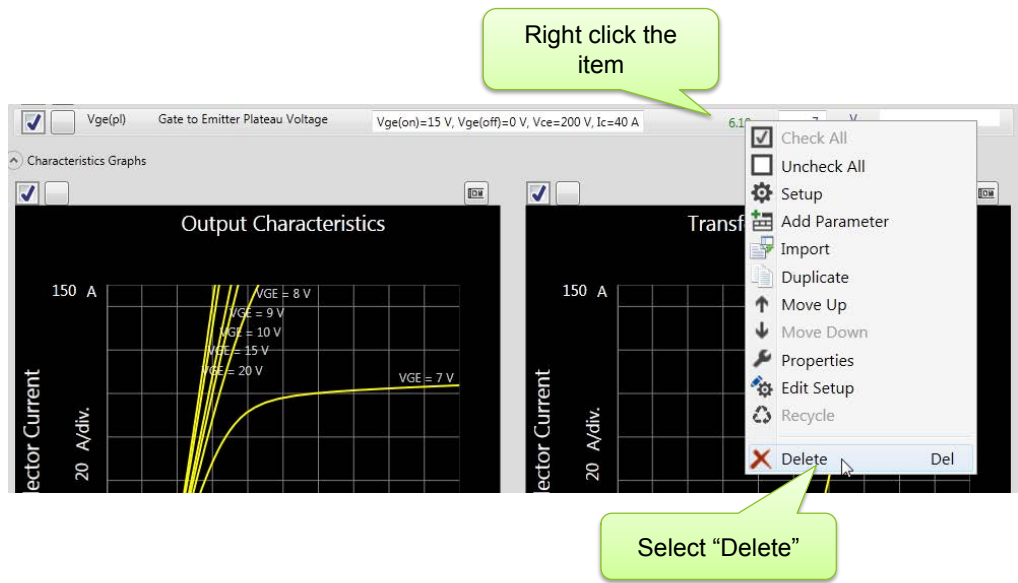 Right click the
item
Vge(pl) Gate to Emitter Plateau Voltage Vge(on)=15 V, Vge(off)=0 V, Vce=200 V, Ic=40 A V
Characteristics Graphs
Output Characteristics
150 A
VGE = 8 V
VGE = 9 V
VGE = 10 V
VGE = 15 V
VGE = 20 V
VGE = 7 V
20 A/div.
Current
150 A
20 A/div.
Current
Check All
Uncheck All
Setup
Add Parameter
Import
Duplicate
Move Up
Move Down
Properties
Edit Setup
Recycle
Delete Del
Select “Delete”